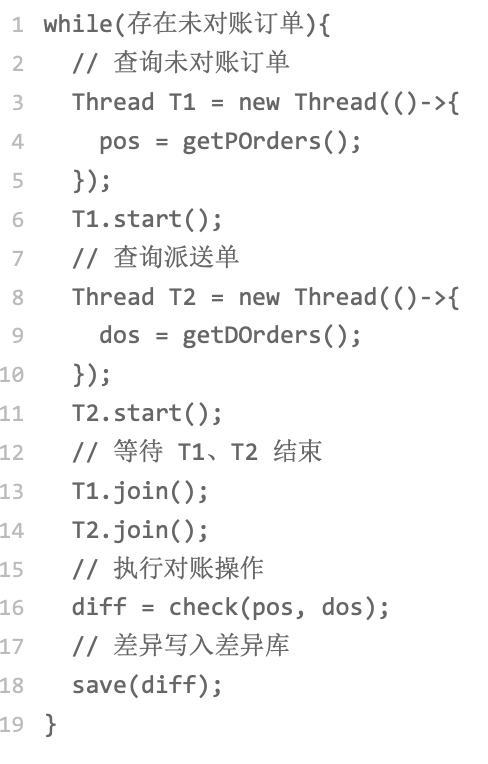 1 while(存在未对账订单){
2   // 查询未对账订单
3   Thread T1 = new Thread(()->{
4     pos = getPOrders();
5   });
6   T1.start();
7   // 查询派送单
8   Thread T2 = new Thread(()->{
9     dos = getDOrders();
10   });
11   T2.start();
12   // 等待 T1、T2 结束
13   T1.join();
14   T2.join();
15   // 执行对账操作
16   diff = check(pos, dos);
17   // 差异写入差异库
18   save(diff);
19 }